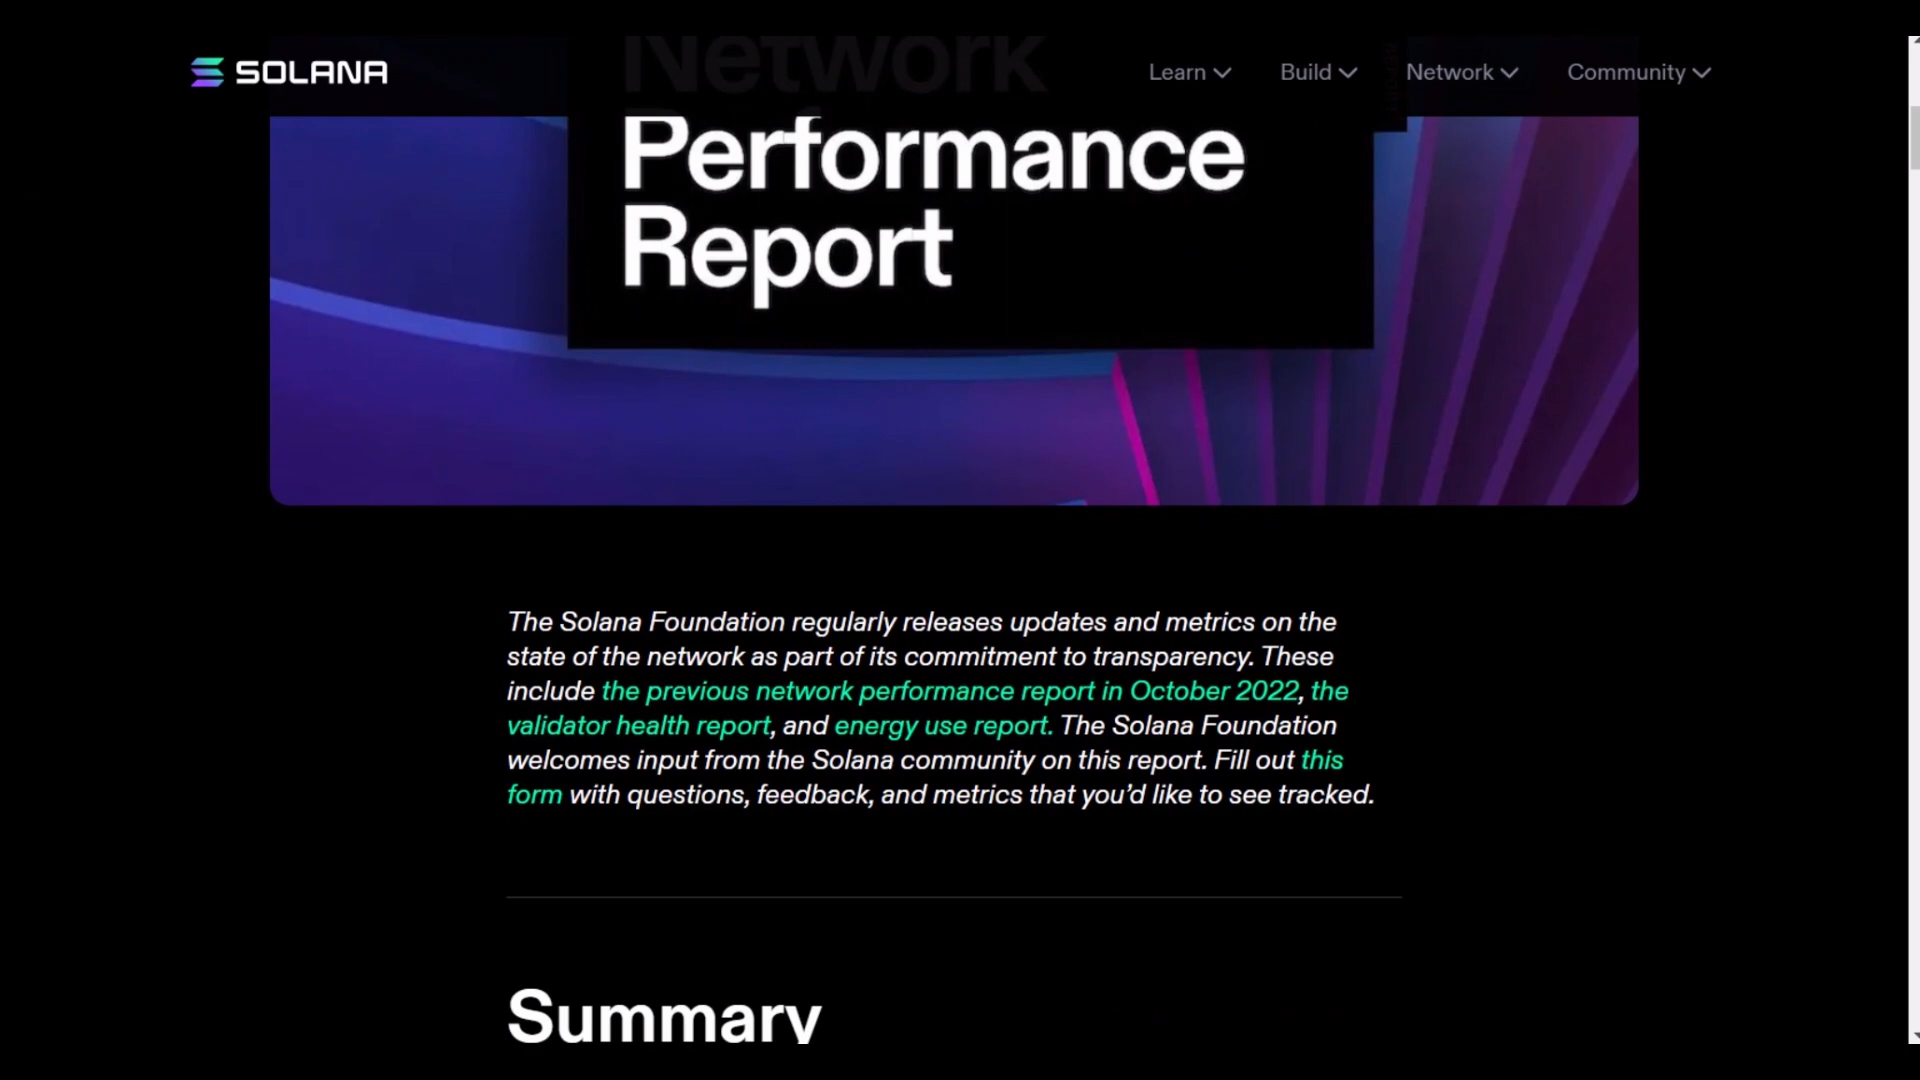 SOLANA
Learn
Build
Network
Community
Network
Performance
Report
The Solana Foundation regularly releases updates and metrics on the
state of the network as part of its commitment to transparency. These
include the previous network performance report in October 2022, the
validator health report, and energy use report. The Solana Foundation
welcomes input from the Solana community on this report. Fill out this
form with questions, feedback, and metrics that you’d like to see tracked.
Summary